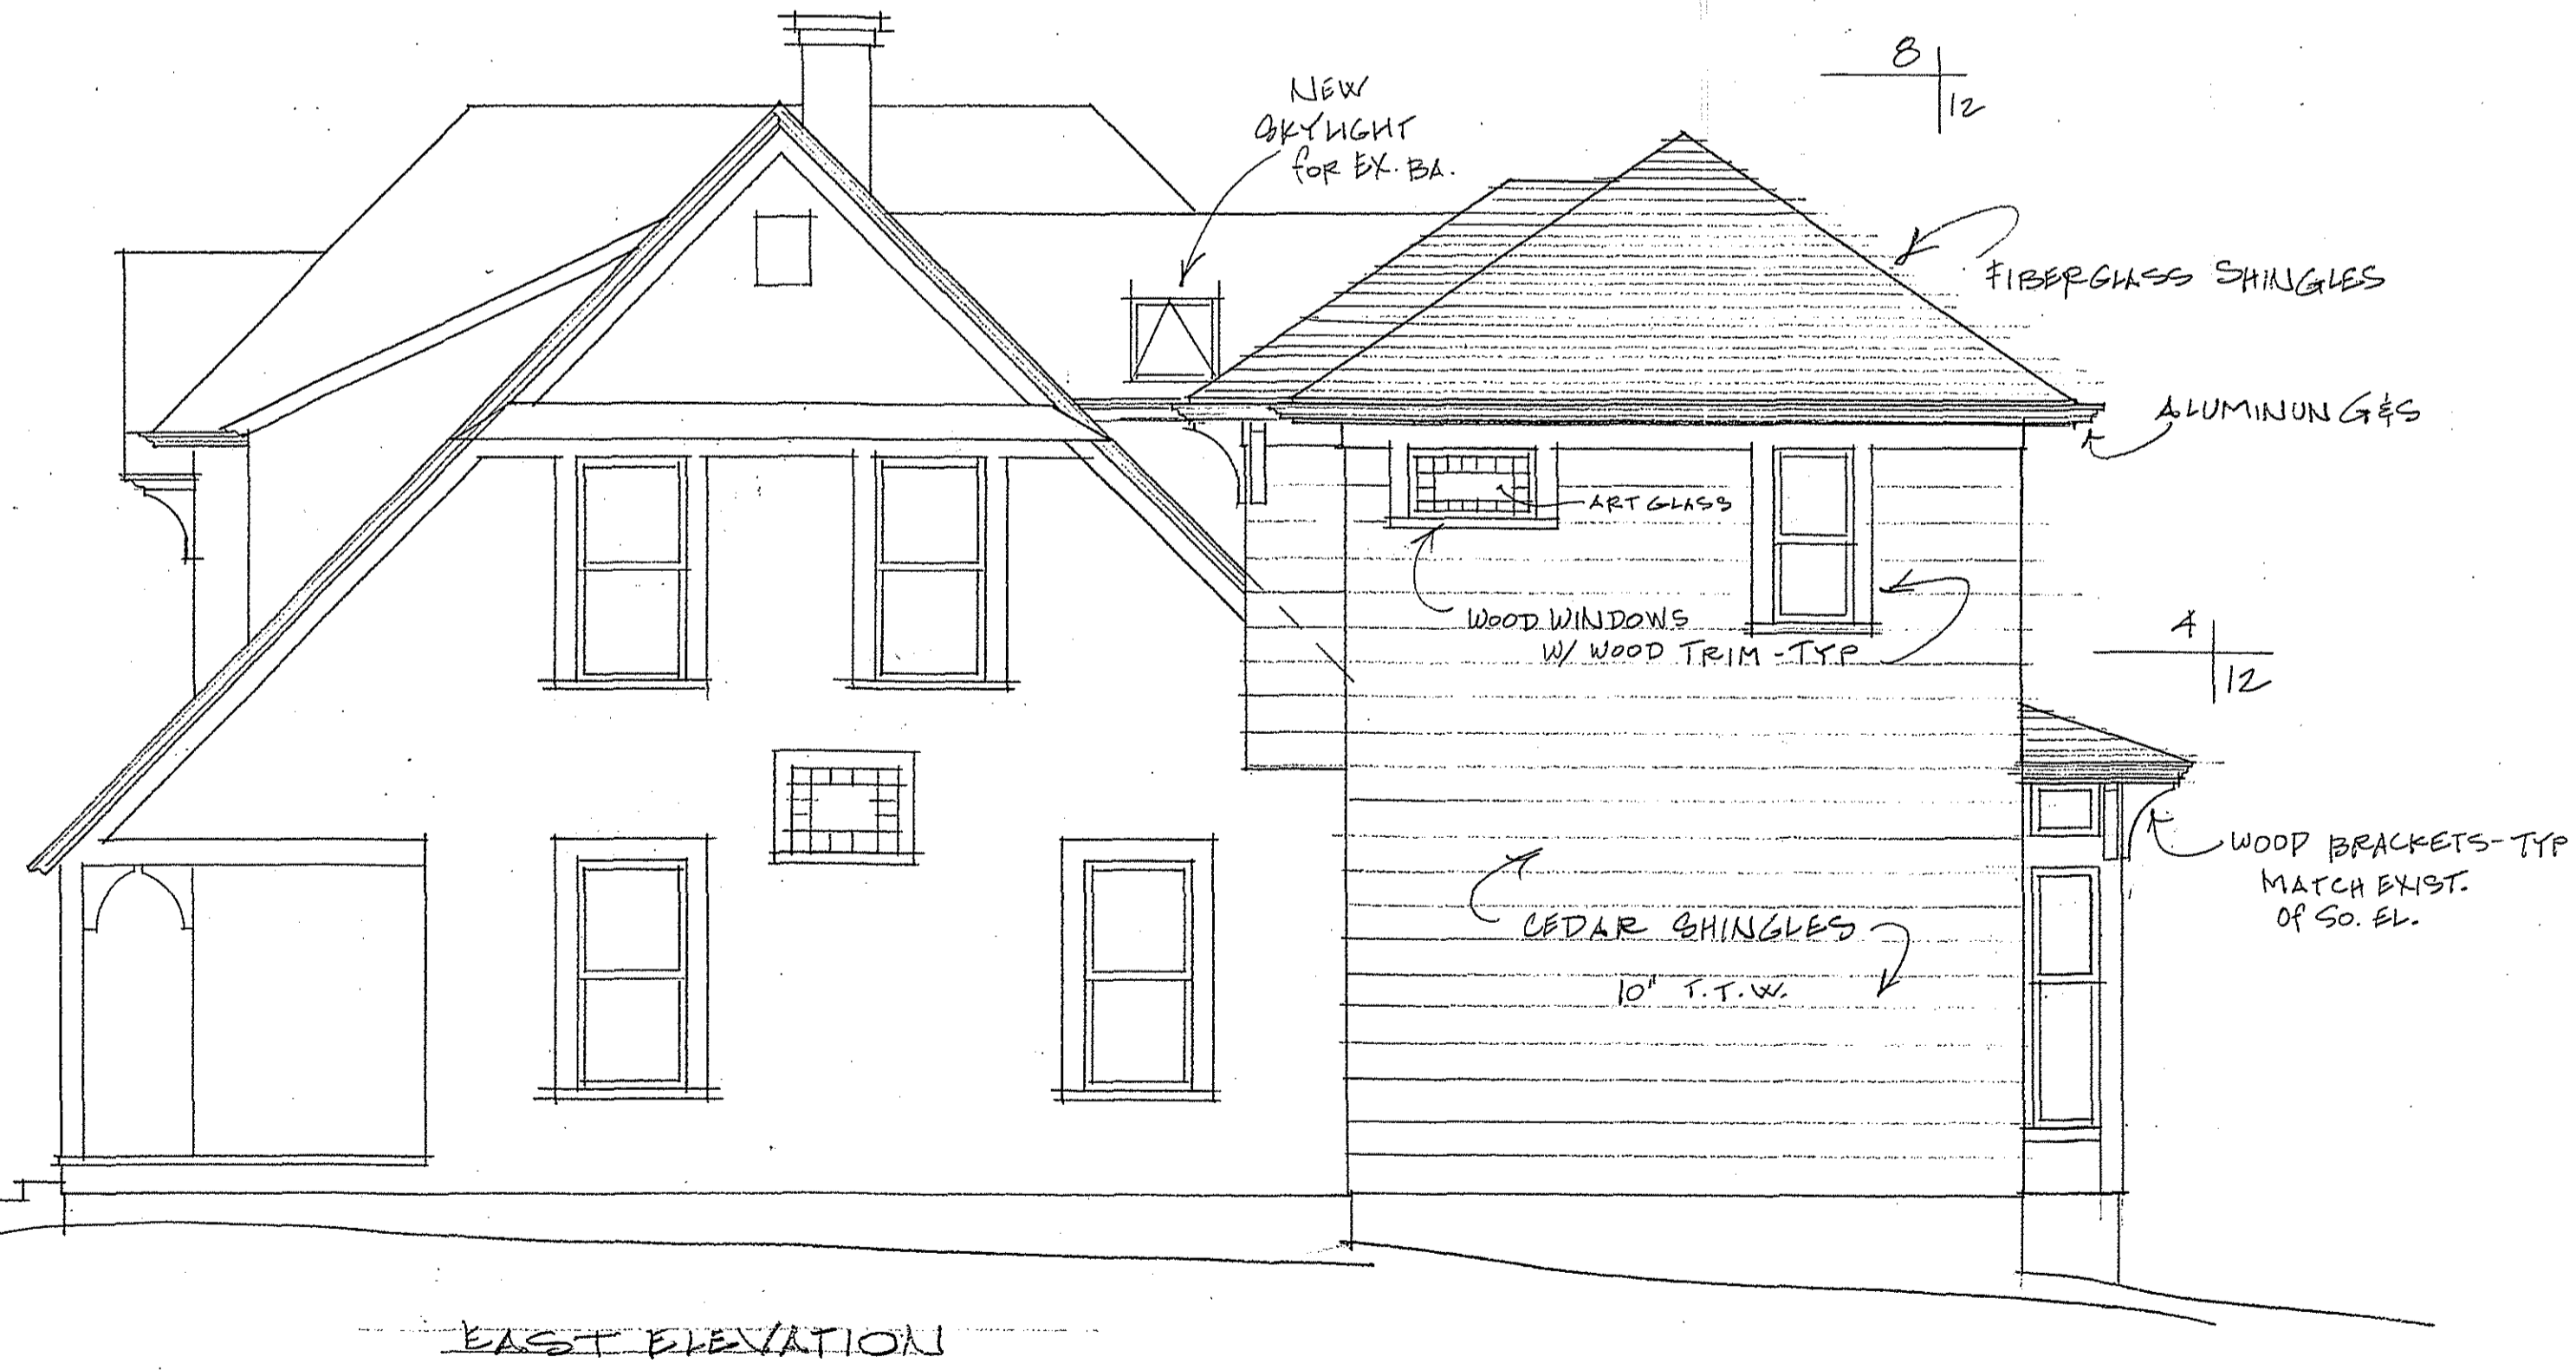 8
12
NEW
SKYLIGHT
for EX. BA.
FIBERGLASS SHINGLES
ALUMINUN G&S
ART GLASS
WOOD WINDOWS
W/ WOOD TRIM - TYP
4
12
WOOD BRACKETS - TYP
MATCH EXIST.
Of SO. EL.
CEDAR SHINGLES
10" T.T.W.
EAST ELEVATION